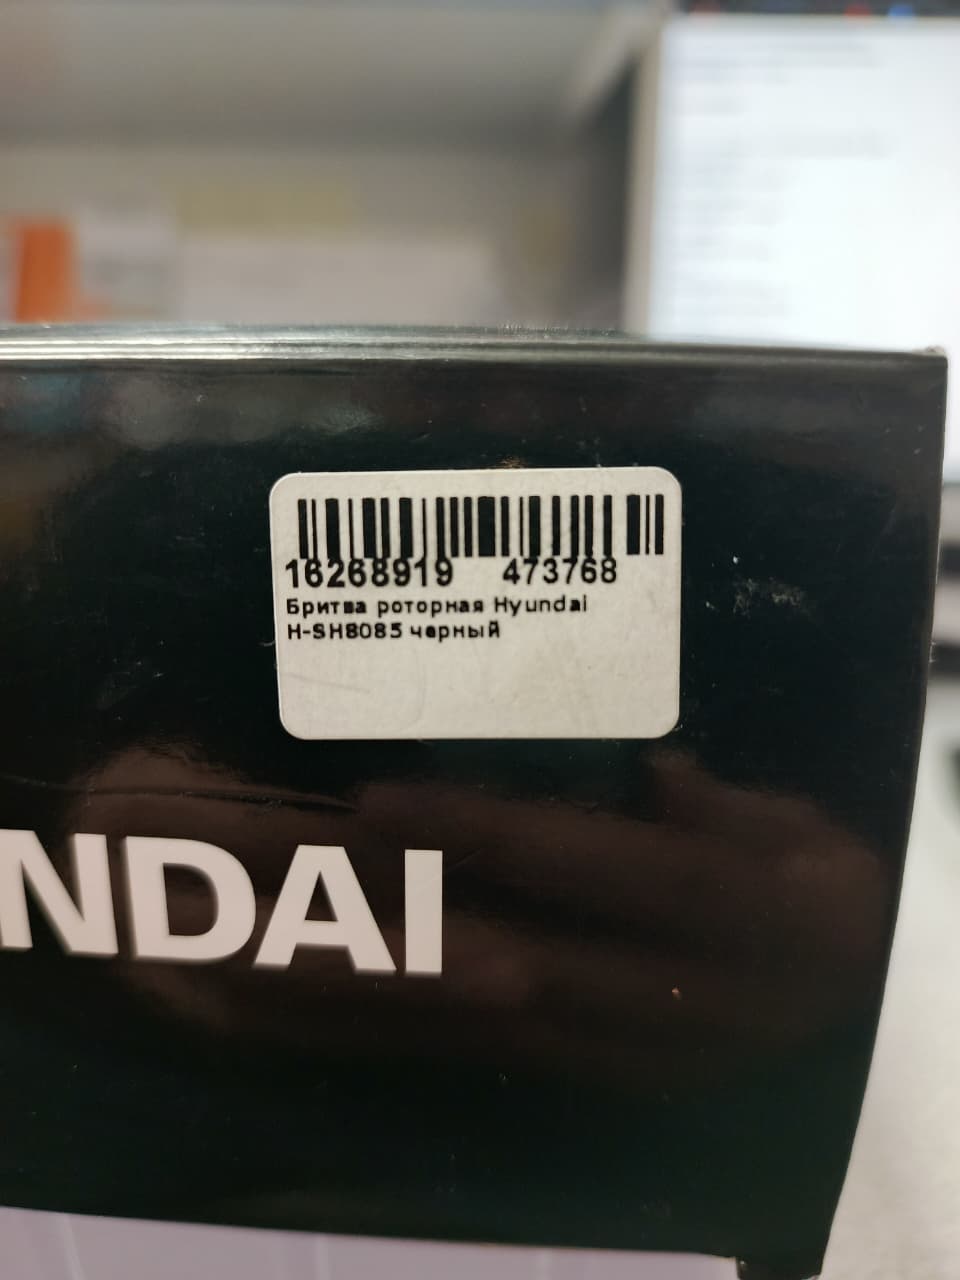 16268919 473768
Бритва роторная Hyundai
H-SH8085 черный
NDAI